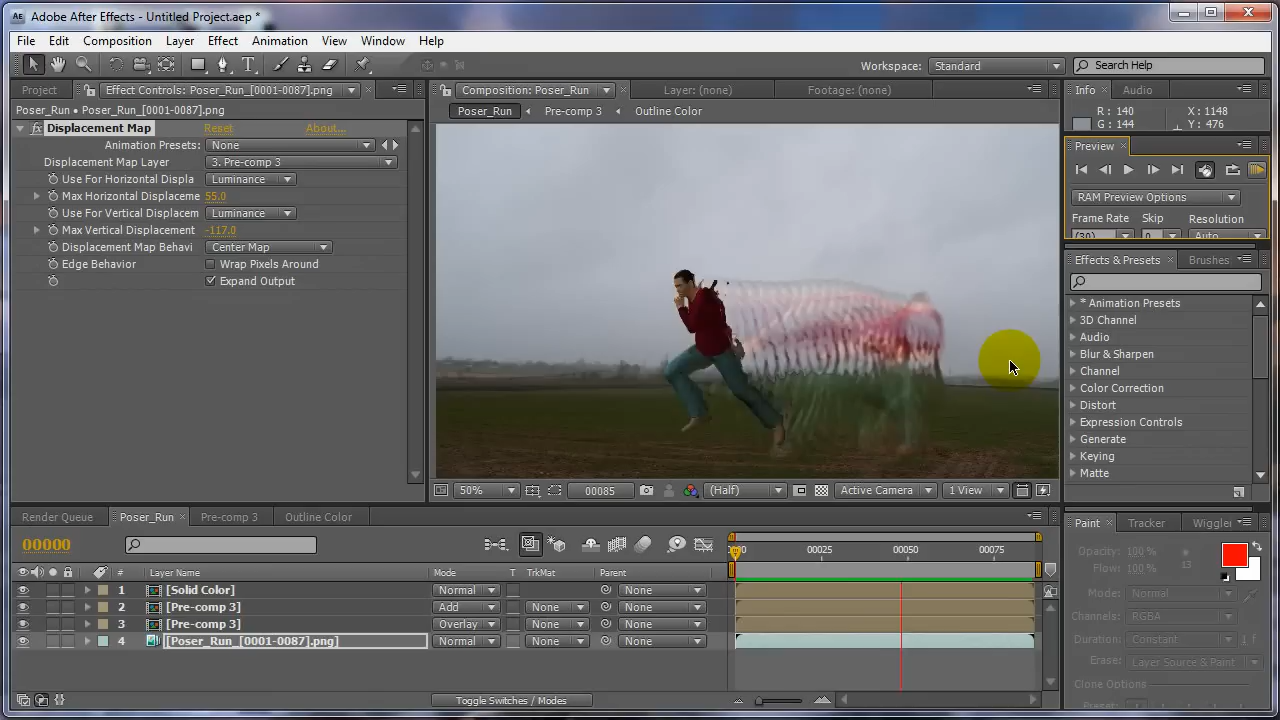 Adobe After Effects - Untitled Project.aep *
File Edit Composition Layer Effect Animation View Window Help
Workspace: Standard Search Help
Project Effect Controls: Poser_Run_[0001-0087].png
Composition: Poser_Run Layer: (none) Footage: (none)
Info Audio
Poser_Run • Poser_Run_[0001-0087].png
Poser_Run Pre-comp 3 Outline Color
R: 140 X: 1148
G: 144 Y: 476
fx Displacement Map Reset About...
Animation Presets: None
Displacement Map Layer 3. Pre-comp 3
Use For Horizontal Displa Luminance
Max Horizontal Displaceme 55.0
Use For Vertical Displacem Luminance
Max Vertical Displacement -117.0
Displacement Map Behavi Center Map
Edge Behavior Wrap Pixels Around
Expand Output
Preview
RAM Preview Options
Frame Rate Skip Resolution
(30) 0 Auto
Effects & Presets Brushes
* Animation Presets
3D Channel
Audio
Blur & Sharpen
Channel
Color Correction
Distort
Expression Controls
Generate
Keying
Matte
50% 00085 (Half) Active Camera 1 View
Render Queue Poser_Run Pre-comp 3 Outline Color
00000
00025 00050 00075
# Layer Name Mode T TrkMat Parent
1 [Solid Color] Normal None
2 [Pre-comp 3] Add None None
3 [Pre-comp 3] Overlay None None
4 [Poser_Run_[0001-0087].png] Normal None None
Toggle Switches / Modes
Paint Tracker Wiggler
Opacity: 100 %
Flow: 100 % 13
Mode: Normal
Channels: RGBA
Duration: Constant 1 f
Erase: Layer Source & Paint
Clone Options
Preset: